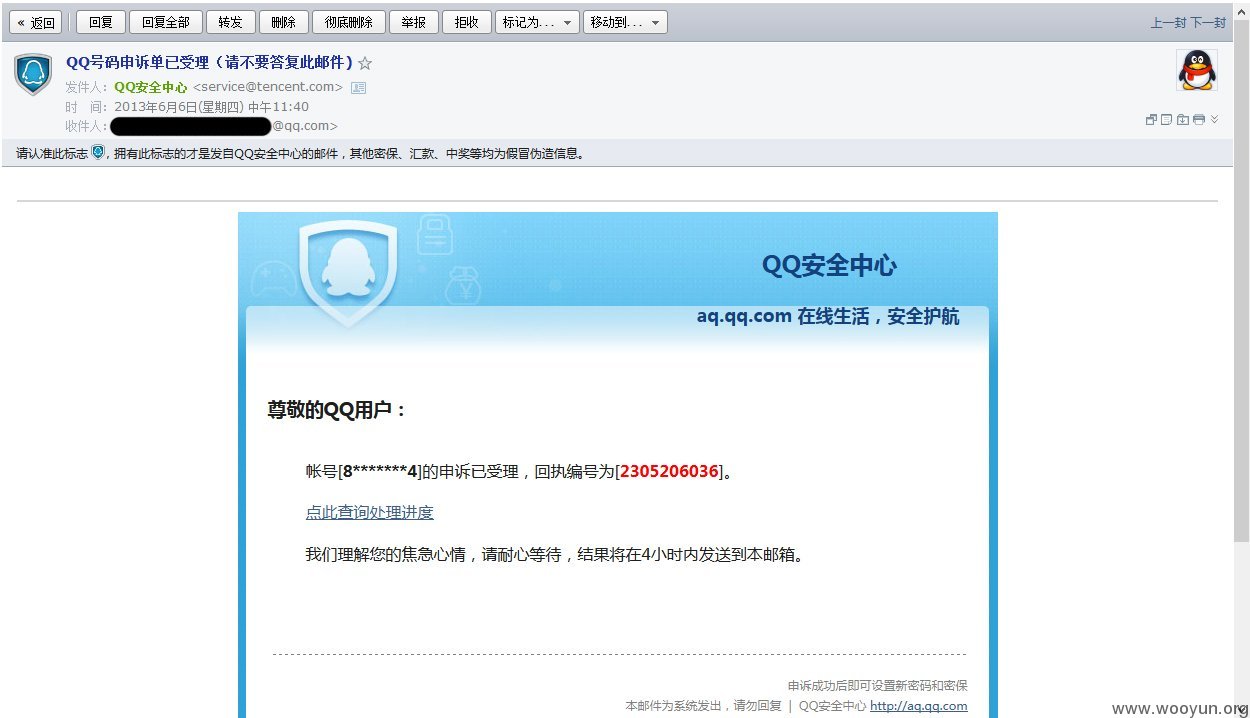 « 返回 回复 回复全部 转发 删除 彻底删除 举报 拒收 标记为... 移动到... 上一封 下一封
QQ号码申诉单已受理（请不要答复此邮件）
发件人：QQ安全中心 <service@tencent.com>
时 间：2013年6月6日(星期四) 中午11:40
收件人： @qq.com>
请认准此标志 ，拥有此标志的才是发自QQ安全中心的邮件，其他密保、汇款、中奖等均为假冒伪造信息。
QQ安全中心
aq.qq.com 在线生活，安全护航
尊敬的QQ用户：
帐号[8*******4]的申诉已受理，回执编号为[2305206036]。
点此查询处理进度
我们理解您的焦急心情，请耐心等待，结果将在4小时内发送到本邮箱。
申诉成功后即可设置新密码和密保
本邮件为系统发出，请勿回复 | QQ安全中心 http://aq.qq.com
www.wooyun.org